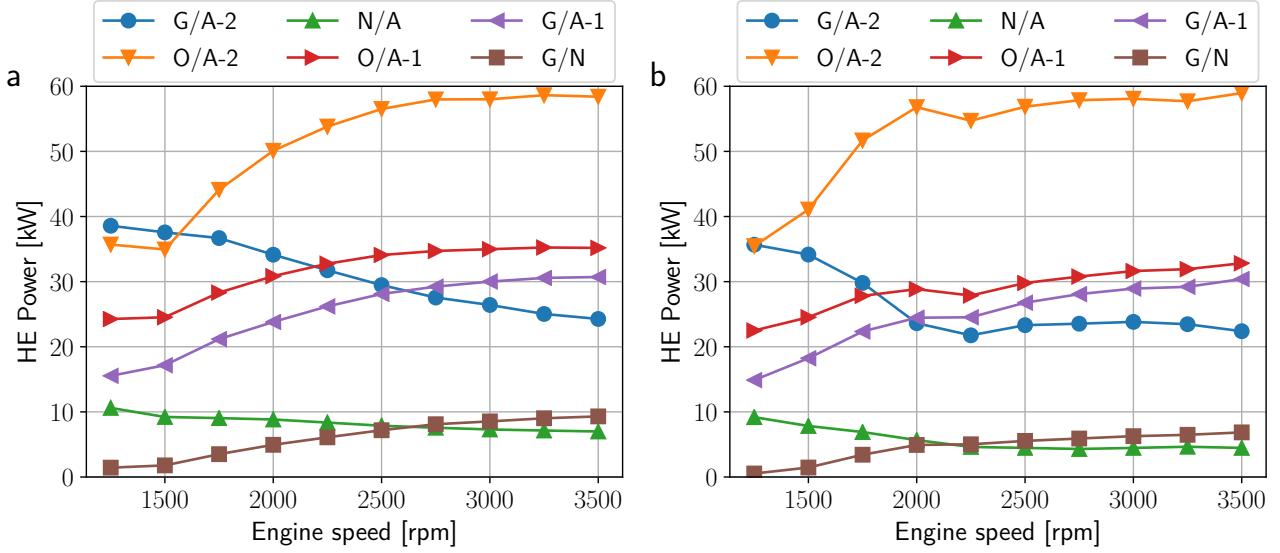 G/A-2 N/A G/A-1
O/A-2 O/A-1 G/N
a
60
50
40
30
20
10
0
HE Power [kW]
1500 2000 2500 3000 3500
Engine speed [rpm]
G/A-2 N/A G/A-1
O/A-2 O/A-1 G/N
b
60
50
40
30
20
10
0
HE Power [kW]
1500 2000 2500 3000 3500
Engine speed [rpm]